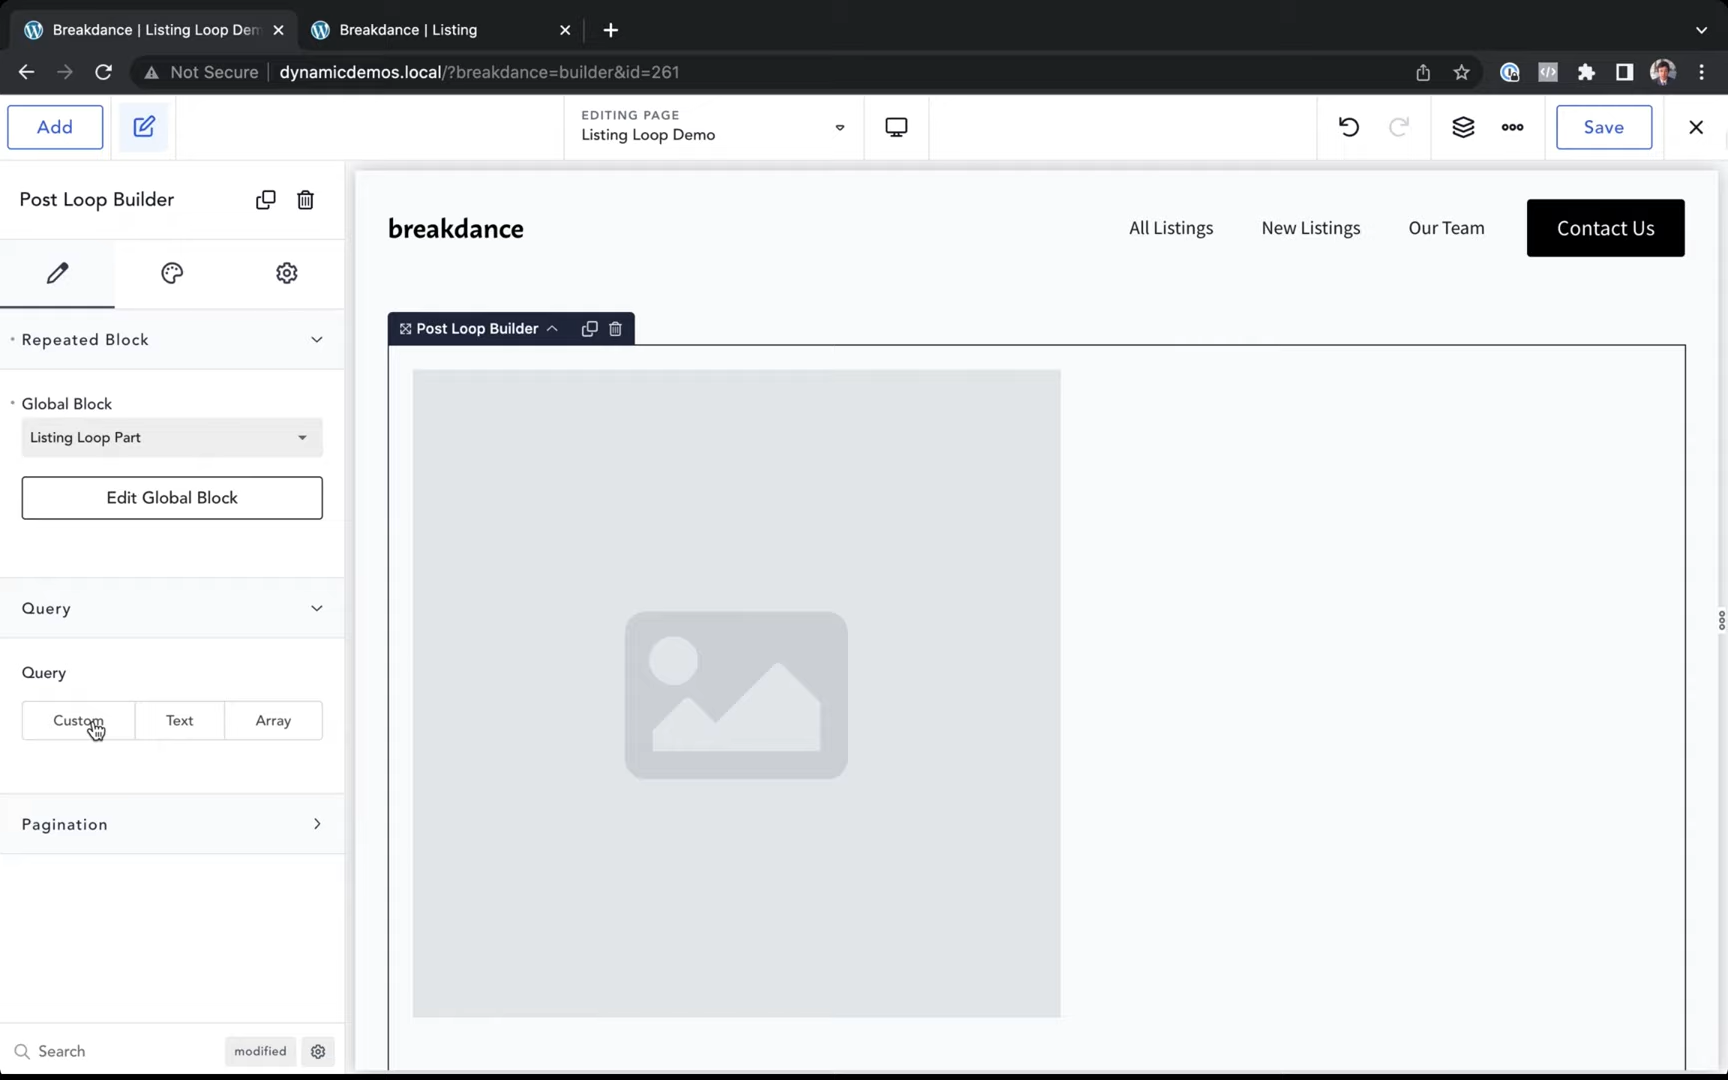 Breakdance | Listing Loop Dem
Breakdance | Listing
Not Secure
dynamicdemos.local/?breakdance=builder&id=261
Add
EDITING PAGE
Listing Loop Demo
Save
Post Loop Builder
Repeated Block
Global Block
Listing Loop Part
Edit Global Block
Query
Query
Custom
Text
Array
Pagination
Search
modified
breakdance
All Listings
New Listings
Our Team
Contact Us
Post Loop Builder